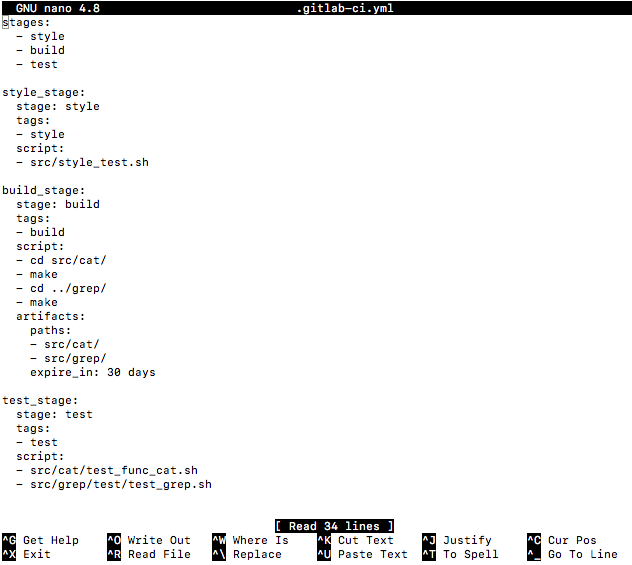 GNU nano 4.8 .gitlab-ci.yml
stages:
  - style
  - build
  - test

style_stage:
  stage: style
  tags:
  - style
  script:
  - src/style_test.sh

build_stage:
  stage: build
  tags:
  - build
  script:
  - cd src/cat/
  - make
  - cd ../grep/
  - make
  artifacts:
    paths:
    - src/cat/
    - src/grep/
    expire_in: 30 days

test_stage:
  stage: test
  tags:
  - test
  script:
  - src/cat/test_func_cat.sh
  - src/grep/test/test_grep.sh

[ Read 34 lines ]
^G Get Help ^O Write Out ^W Where Is ^K Cut Text ^J Justify ^C Cur Pos
^X Exit ^R Read File ^\ Replace ^U Paste Text ^T To Spell ^_ Go To Line